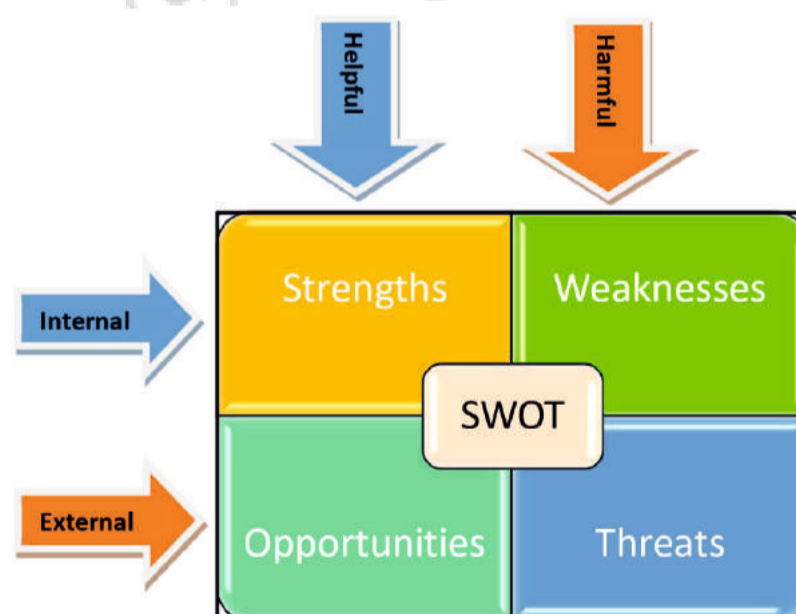 Helpful
Harmful
Internal
Strengths
Weaknesses
SWOT
External
Opportunities
Threats